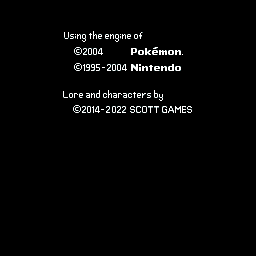 Using the engine of
©2004 Pokémon.
©1995-2004 Nintendo
Lore and characters by
©2014-2022 SCOTT GAMES